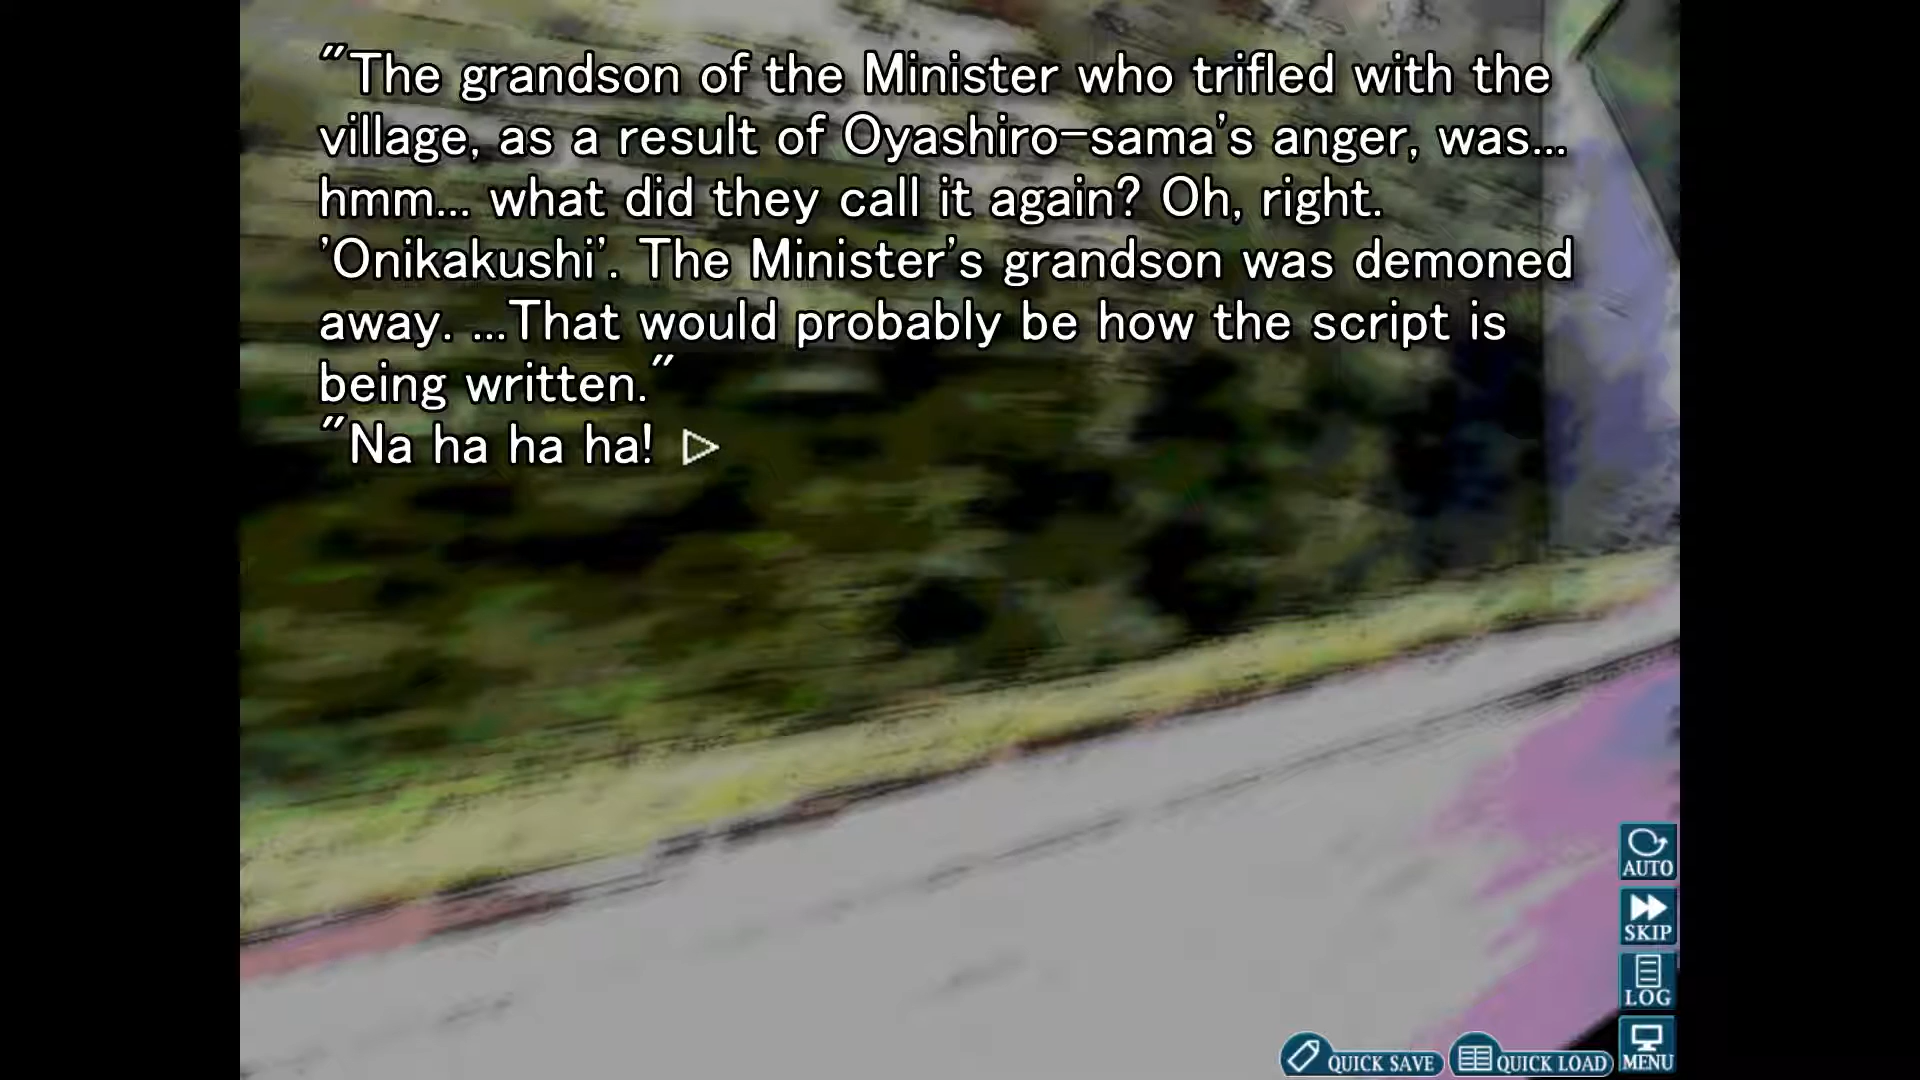 "The grandson of the Minister who trifled with the
village, as a result of Oyashiro-sama's anger, was...
hmm... what did they call it again? Oh, right.
'Onikakushi'. The Minister's grandson was demoned
away. ...That would probably be how the script is
being written."
"Na ha ha ha!
AUTO
SKIP
LOG
MENU
QUICK SAVE
QUICK LOAD